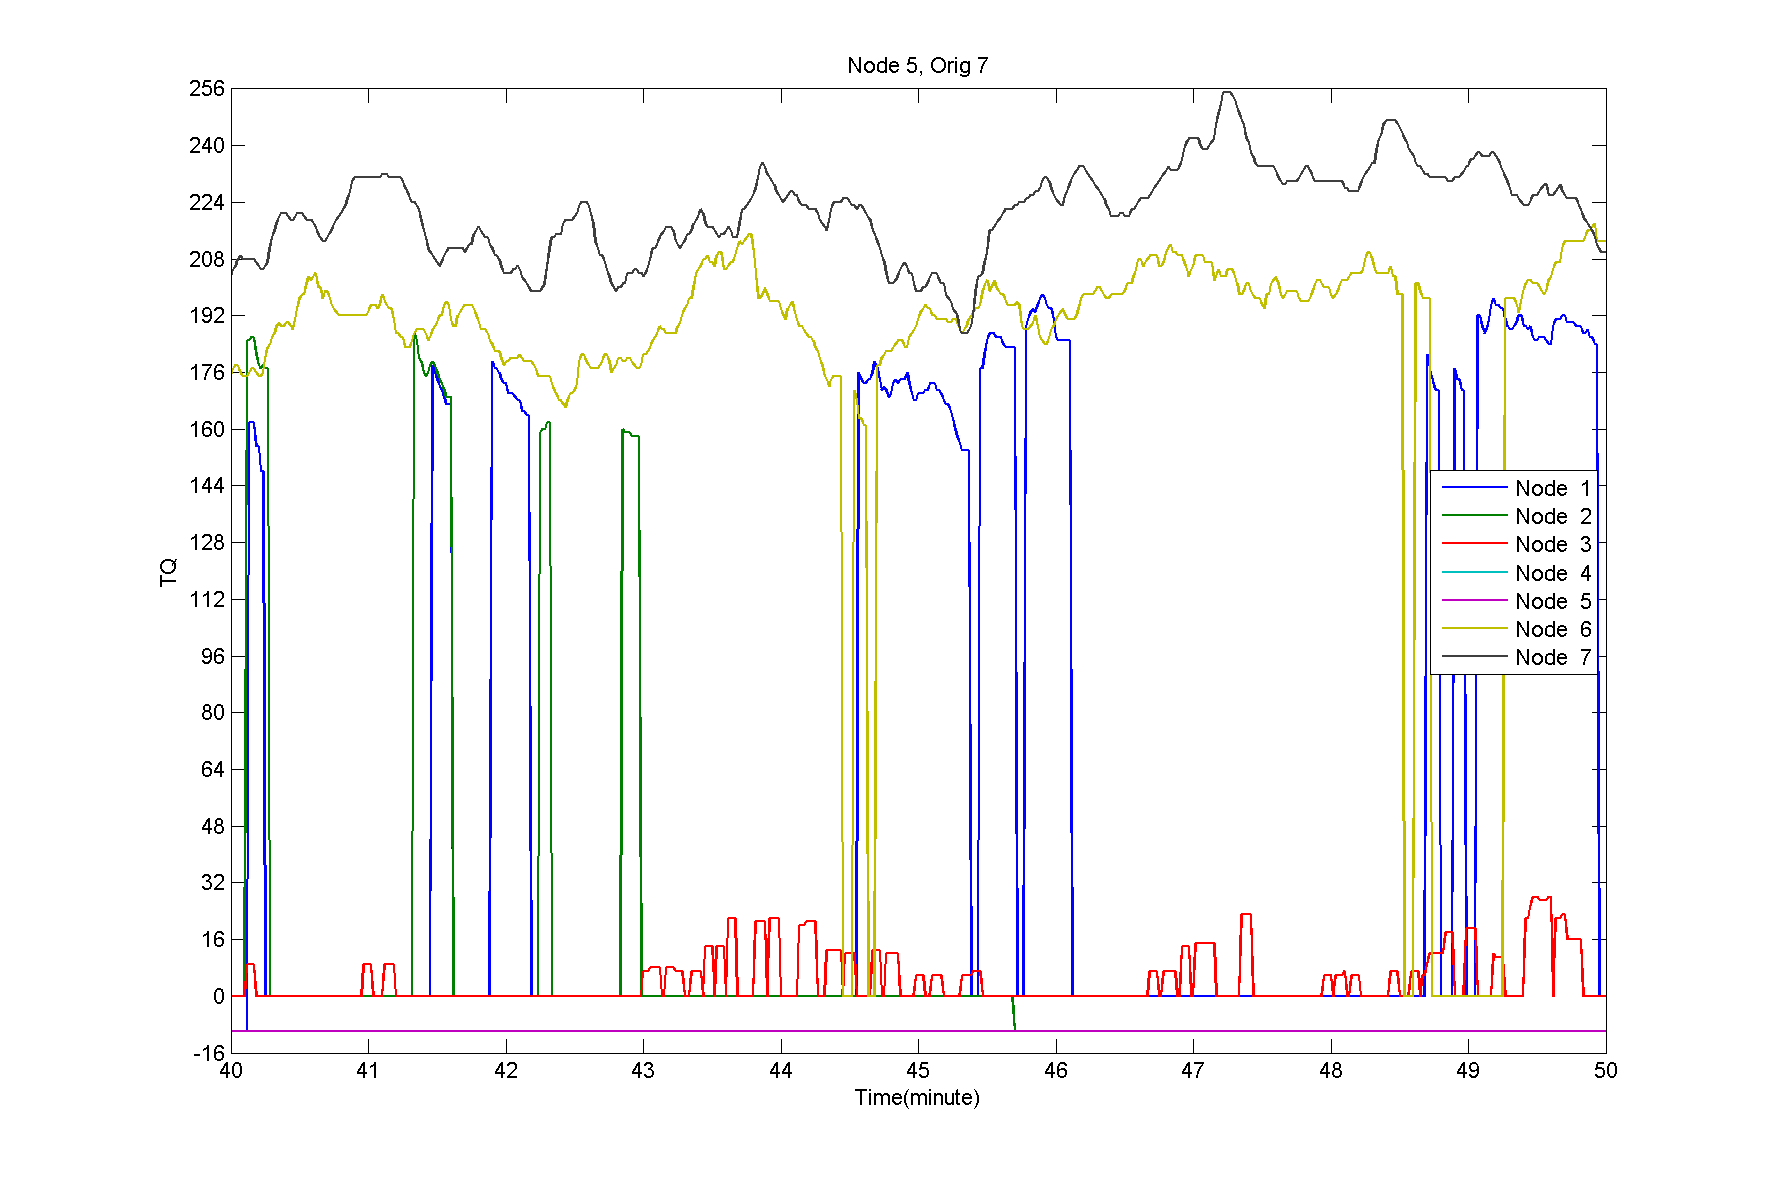 Node 5, Orig 7
256
240
224
208
192
176
160
144
128
112
96
80
64
48
32
16
0
-16
TQ
40 41 42 43 44 45 46 47 48 49 50
Time(minute)
Node 1
Node 2
Node 3
Node 4
Node 5
Node 6
Node 7